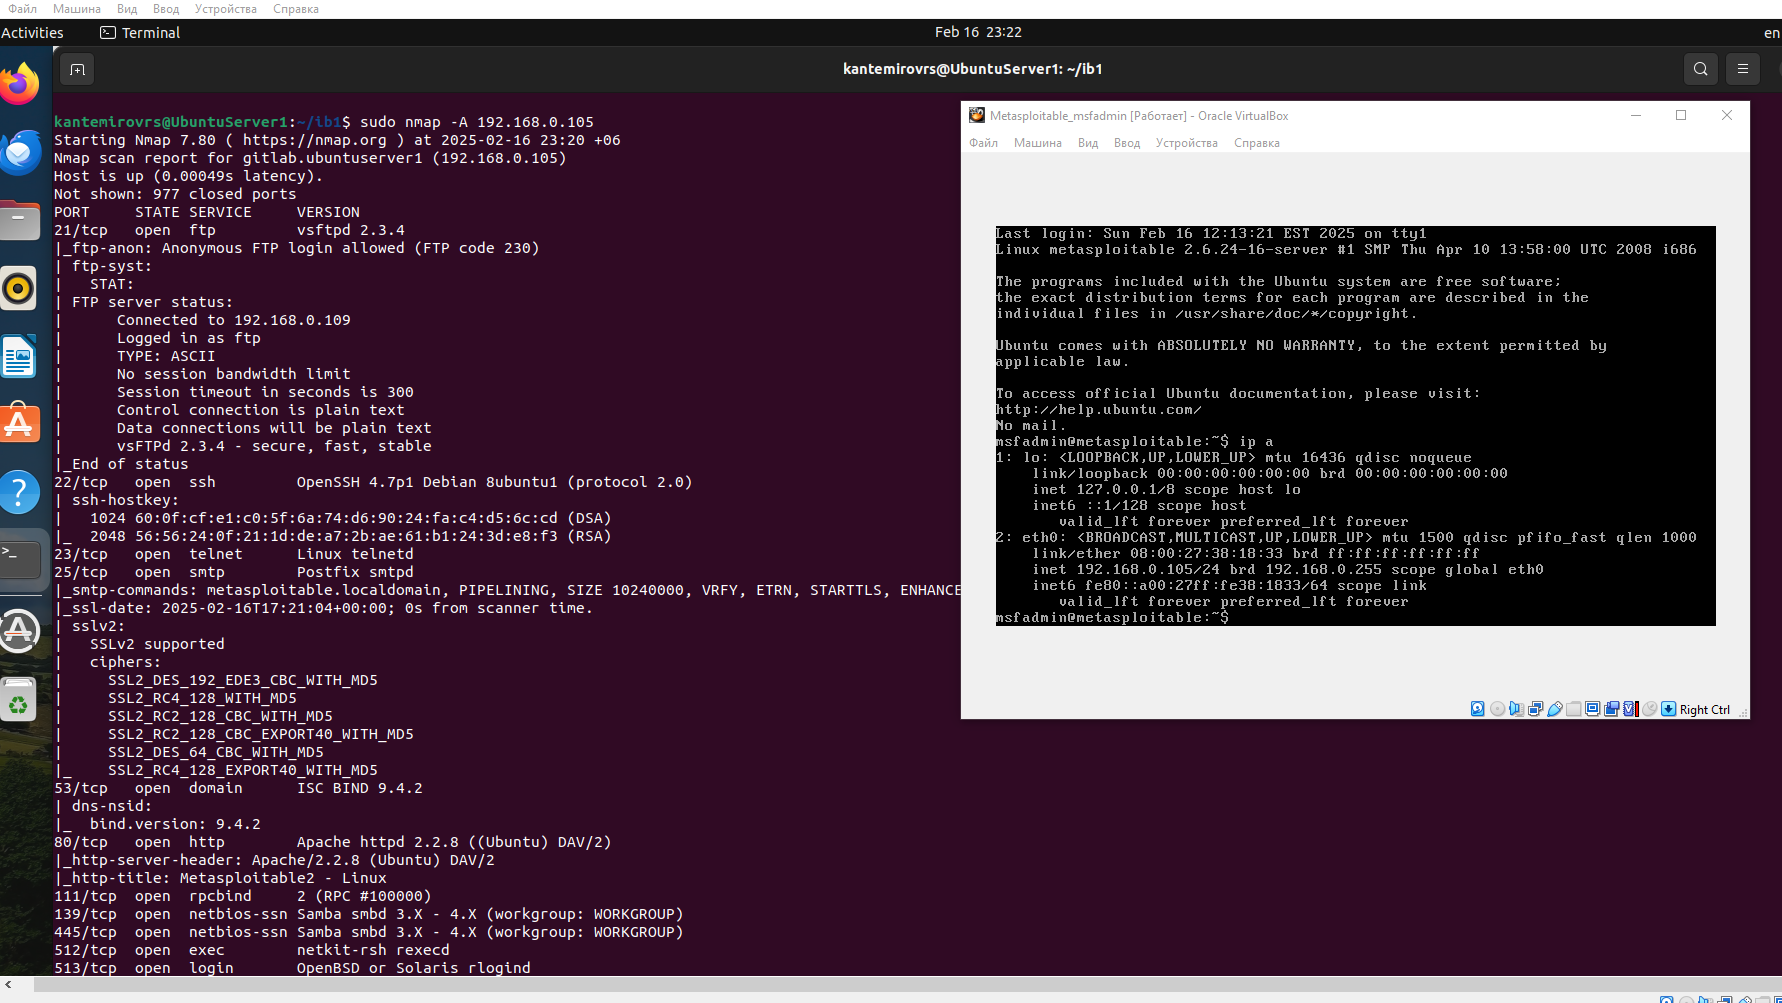 Файл Машина Вид Ввод Устройства Справка
Activities Terminal Feb 16 23:22 en
kantemirovrs@UbuntuServer1: ~/ib1
kantemirovrs@UbuntuServer1:~/ib1$ sudo nmap -A 192.168.0.105
Starting Nmap 7.80 ( https://nmap.org ) at 2025-02-16 23:20 +06
Nmap scan report for gitlab.ubuntuserver1 (192.168.0.105)
Host is up (0.00049s latency).
Not shown: 977 closed ports
PORT     STATE SERVICE     VERSION
21/tcp   open  ftp         vsftpd 2.3.4
|_ftp-anon: Anonymous FTP login allowed (FTP code 230)
| ftp-syst:
|   STAT:
| FTP server status:
|      Connected to 192.168.0.109
|      Logged in as ftp
|      TYPE: ASCII
|      No session bandwidth limit
|      Session timeout in seconds is 300
|      Control connection is plain text
|      Data connections will be plain text
|      vsFTPd 2.3.4 - secure, fast, stable
|_End of status
22/tcp   open  ssh         OpenSSH 4.7p1 Debian 8ubuntu1 (protocol 2.0)
| ssh-hostkey:
|   1024 60:0f:cf:e1:c0:5f:6a:74:d6:90:24:fa:c4:d5:6c:cd (DSA)
|_  2048 56:56:24:0f:21:1d:de:a7:2b:ae:61:b1:24:3d:e8:f3 (RSA)
23/tcp   open  telnet      Linux telnetd
25/tcp   open  smtp        Postfix smtpd
|_smtp-commands: metasploitable.localdomain, PIPELINING, SIZE 10240000, VRFY, ETRN, STARTTLS, ENHANCE
|_ssl-date: 2025-02-16T17:21:04+00:00; 0s from scanner time.
| sslv2:
|   SSLv2 supported
|   ciphers:
|     SSL2_DES_192_EDE3_CBC_WITH_MD5
|     SSL2_RC4_128_WITH_MD5
|     SSL2_RC2_128_CBC_WITH_MD5
|     SSL2_RC2_128_CBC_EXPORT40_WITH_MD5
|     SSL2_DES_64_CBC_WITH_MD5
|_    SSL2_RC4_128_EXPORT40_WITH_MD5
53/tcp   open  domain      ISC BIND 9.4.2
| dns-nsid:
|_  bind.version: 9.4.2
80/tcp   open  http        Apache httpd 2.2.8 ((Ubuntu) DAV/2)
|_http-server-header: Apache/2.2.8 (Ubuntu) DAV/2
|_http-title: Metasploitable2 - Linux
111/tcp  open  rpcbind     2 (RPC #100000)
139/tcp  open  netbios-ssn Samba smbd 3.X - 4.X (workgroup: WORKGROUP)
445/tcp  open  netbios-ssn Samba smbd 3.X - 4.X (workgroup: WORKGROUP)
512/tcp  open  exec        netkit-rsh rexecd
513/tcp  open  login       OpenBSD or Solaris rlogind
Metasploitable_msfadmin [Работает] - Oracle VirtualBox
Файл Машина Вид Ввод Устройства Справка
Last login: Sun Feb 16 12:13:21 EST 2025 on tty1
Linux metasploitable 2.6.24-16-server #1 SMP Thu Apr 10 13:58:00 UTC 2008 i686
The programs included with the Ubuntu system are free software;
the exact distribution terms for each program are described in the
individual files in /usr/share/doc/*/copyright.
Ubuntu comes with ABSOLUTELY NO WARRANTY, to the extent permitted by
applicable law.
To access official Ubuntu documentation, please visit:
http://help.ubuntu.com/
No mail.
msfadmin@metasploitable:~$ ip a
1: lo: <LOOPBACK,UP,LOWER_UP> mtu 16436 qdisc noqueue
    link/loopback 00:00:00:00:00:00 brd 00:00:00:00:00:00
    inet 127.0.0.1/8 scope host lo
    inet6 ::1/128 scope host
       valid_lft forever preferred_lft forever
2: eth0: <BROADCAST,MULTICAST,UP,LOWER_UP> mtu 1500 qdisc pfifo_fast qlen 1000
    link/ether 08:00:27:38:18:33 brd ff:ff:ff:ff:ff:ff
    inet 192.168.0.105/24 brd 192.168.0.255 scope global eth0
    inet6 fe80::a00:27ff:fe38:1833/64 scope link
       valid_lft forever preferred_lft forever
msfadmin@metasploitable:~$
Right Ctrl